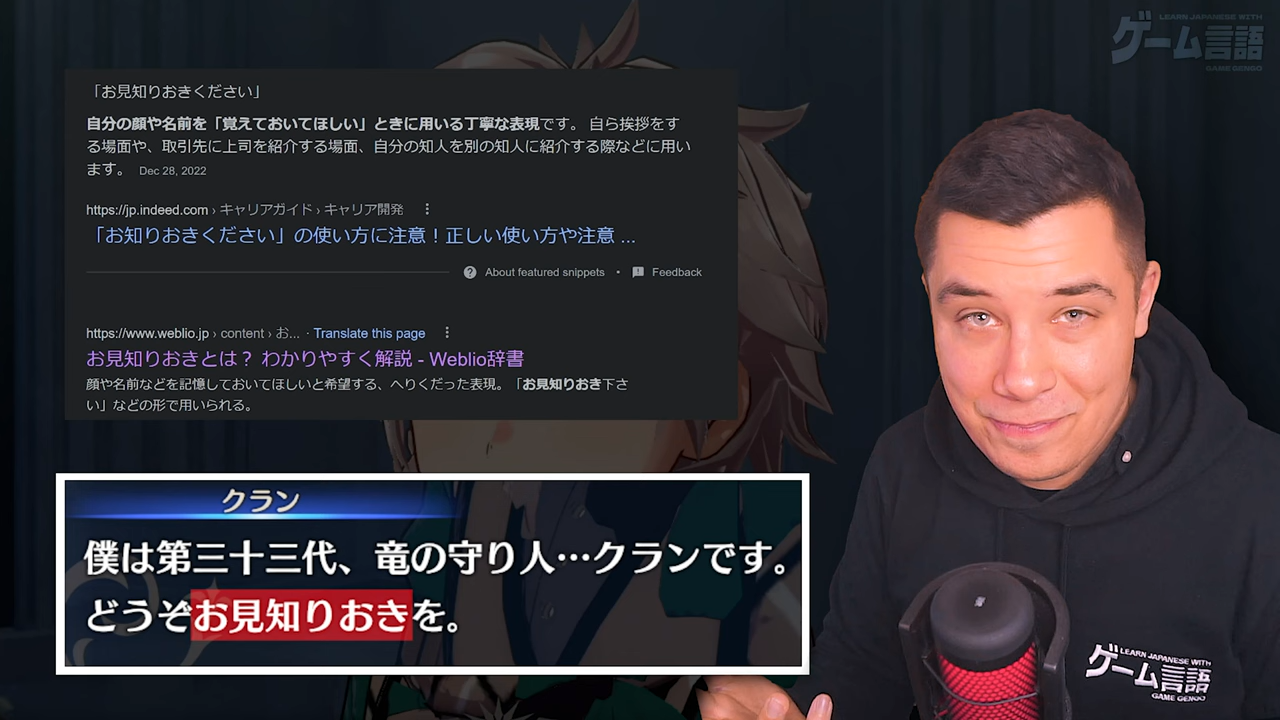 LEARN JAPANESE WITH
ゲーム言語
GAME GENGO
「お見知りおきください」
自分の顔や名前を「覚えておいてほしい」ときに用いる丁寧な表現です。 自ら挨拶をす
る場面や、取引先に上司を紹介する場面、自分の知人を別の知人に紹介する際などに用い
ます。 Dec 28, 2022
https://jp.indeed.com › キャリアガイド › キャリア開発
「お知りおきください」の使い方に注意！正しい使い方や注意 ...
About featured snippets • Feedback
https://www.weblio.jp › content › お... · Translate this page
お見知りおきとは？ わかりやすく解説 - Weblio辞書
顔や名前などを記憶しておいてほしいと希望する、へりくだった表現。「お見知りおき下さ
い」などの形で用いられる。
クラン
僕は第三十三代、竜の守り人…クランです。
どうぞお見知りおきを。
LEARN JAPANESE WITH
ゲーム言語
GAME GENGO